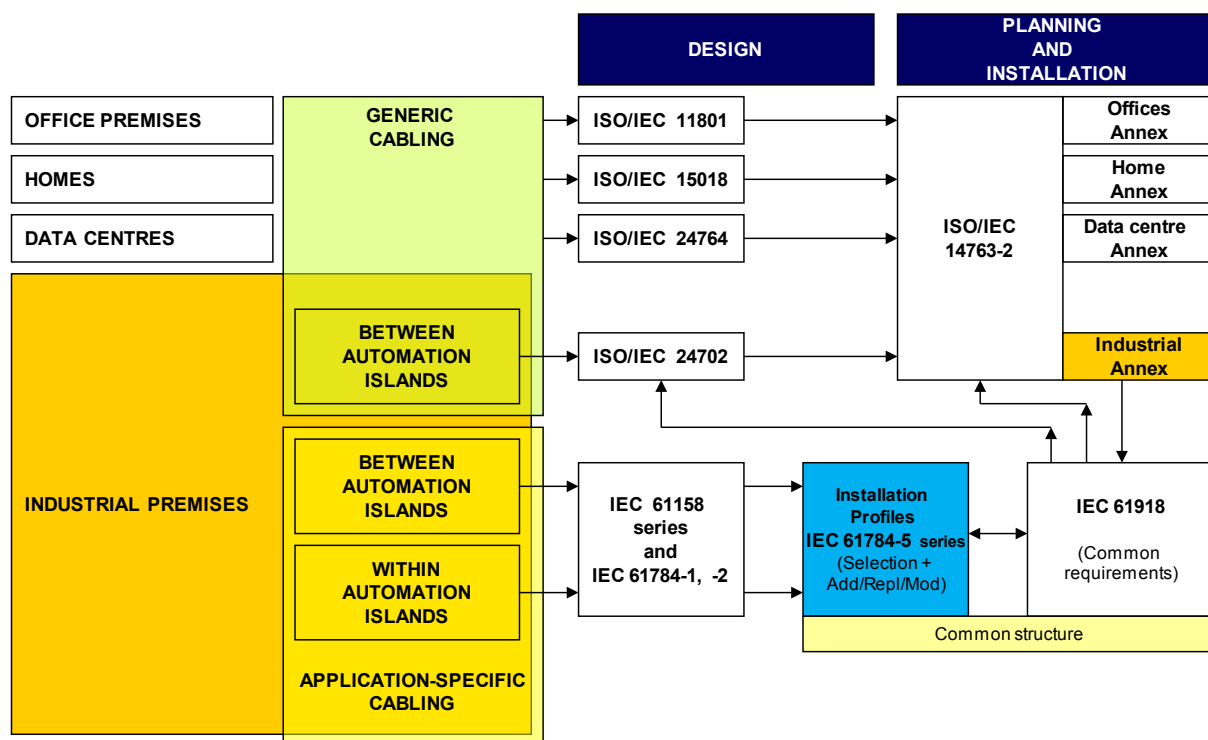 DESIGN
PLANNING
AND
INSTALLATION
OFFICE PREMISES
GENERIC
CABLING
ISO/IEC 11801
Offices
Annex
HOMES
ISO/IEC 15018
Home
Annex
DATA CENTRES
ISO/IEC 24764
ISO/IEC
14763-2
Data centre
Annex
BETWEEN
AUTOMATION
ISLANDS
ISO/IEC 24702
Industrial
Annex
INDUSTRIAL PREMISES
BETWEEN
AUTOMATION
ISLANDS
WITHIN
AUTOMATION
ISLANDS
APPLICATION-SPECIFIC
CABLING
IEC 61158
series
and
IEC 61784-1, -2
Installation
Profiles
IEC 61784-5 series
(Selection +
Add/Repl/Mod)
IEC 61918
(Common
requirements)
Common structure